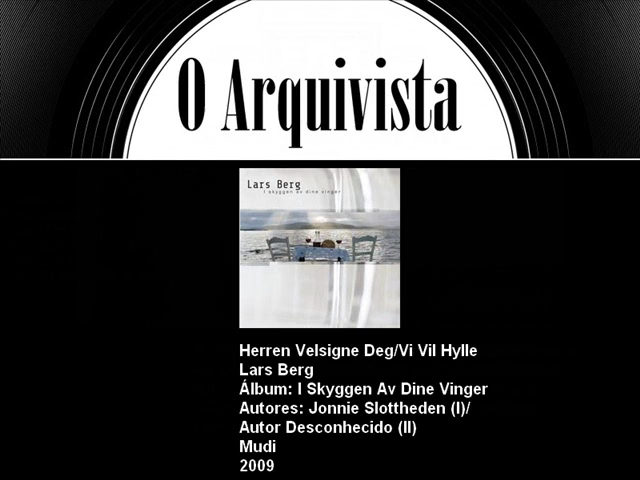 O Arquivista
Lars Berg
I skyggen av dine vinger
Herren Velsigne Deg/Vi Vil Hylle
Lars Berg
Álbum: I Skyggen Av Dine Vinger
Autores: Jonnie Slottheden (I)/
Autor Desconhecido (II)
Mudi
2009